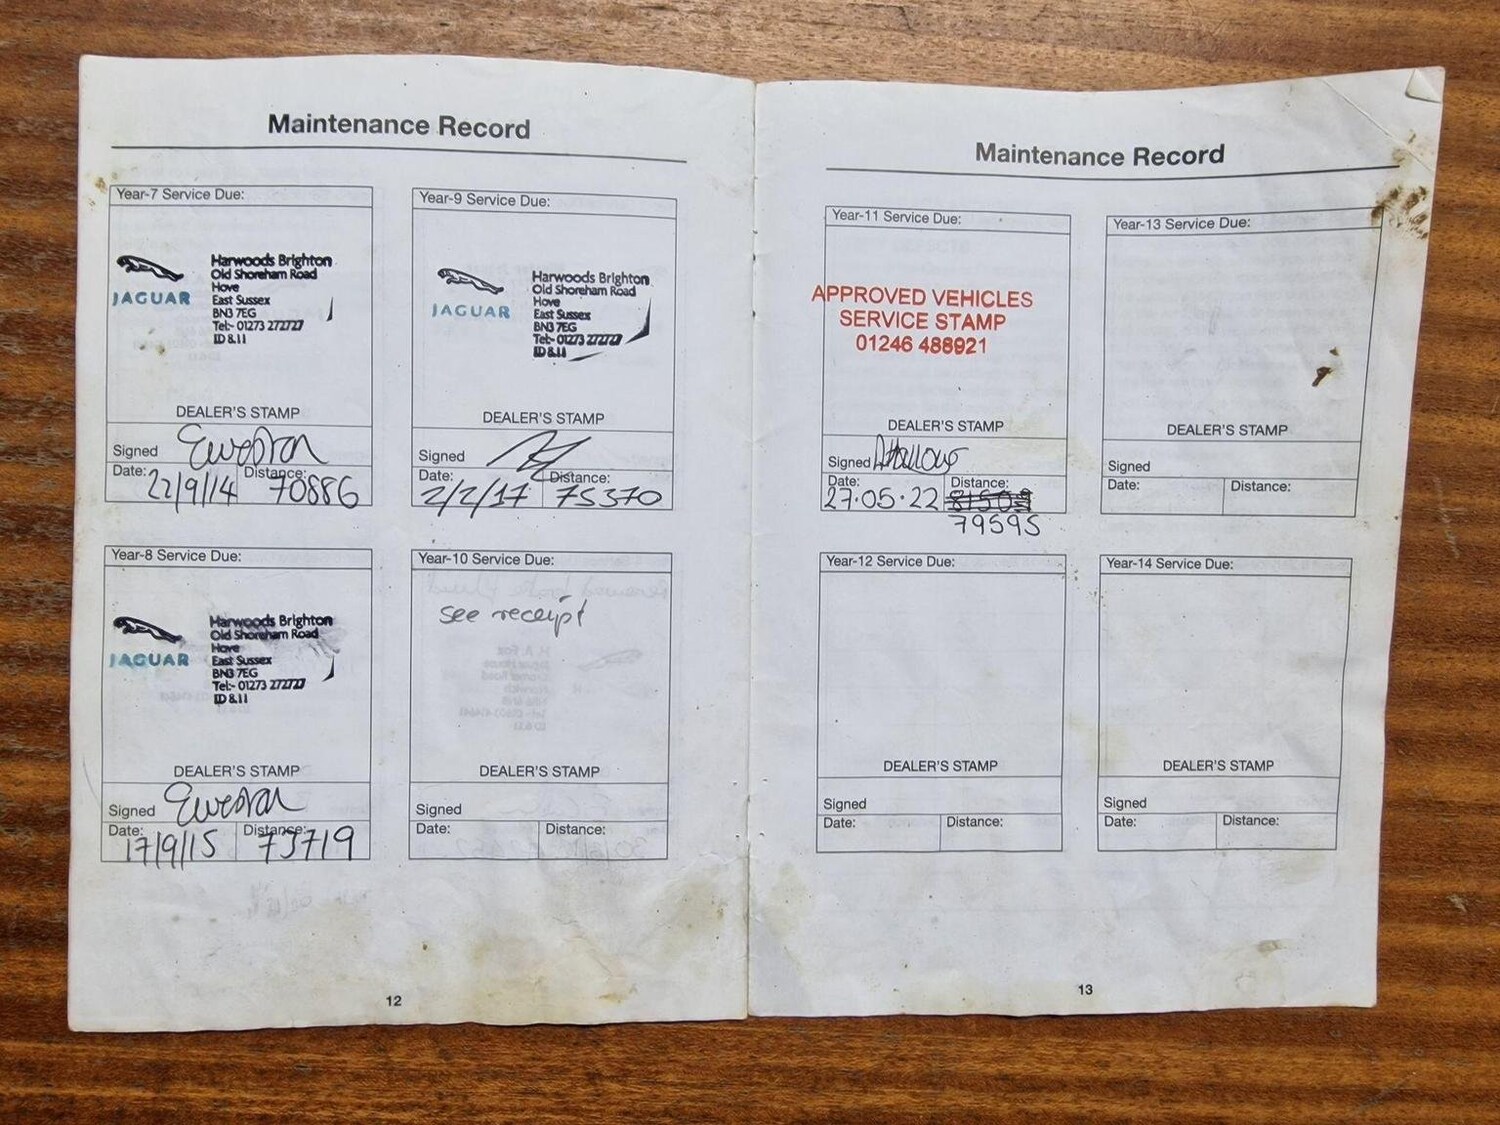 Maintenance Record
Year-7 Service Due:
JAGUAR
Harwoods Brighton
Old Shoreham Road
Hove
East Sussex
BN3 7EG
Tel:- 01273 272727
ID 8.11
DEALER'S STAMP
Signed
Date: 22/9/14 Distance: 70886
Year-8 Service Due:
JAGUAR
Harwoods Brighton
Old Shoreham Road
Hove
East Sussex
BN3 7EG
Tel:- 01273 272727
ID 8.11
DEALER'S STAMP
Signed
Date: 17/9/15 Distance: 73719
Year-9 Service Due:
JAGUAR
Harwoods Brighton
Old Shoreham Road
Hove
East Sussex
BN3 7EG
Tel:- 01273 272727
ID 8.11
DEALER'S STAMP
Signed
Date: 2/2/17 Distance: 75370
Year-10 Service Due:
see receipt
DEALER'S STAMP
Signed
Date: Distance:
12
Maintenance Record
Year-11 Service Due:
APPROVED VEHICLES
SERVICE STAMP
01246 488921
DEALER'S STAMP
Signed
Date: 27.05.22 Distance:
79595
Year-12 Service Due:
DEALER'S STAMP
Signed
Date: Distance:
Year-13 Service Due:
DEALER'S STAMP
Signed
Date: Distance:
Year-14 Service Due:
DEALER'S STAMP
Signed
Date: Distance:
13